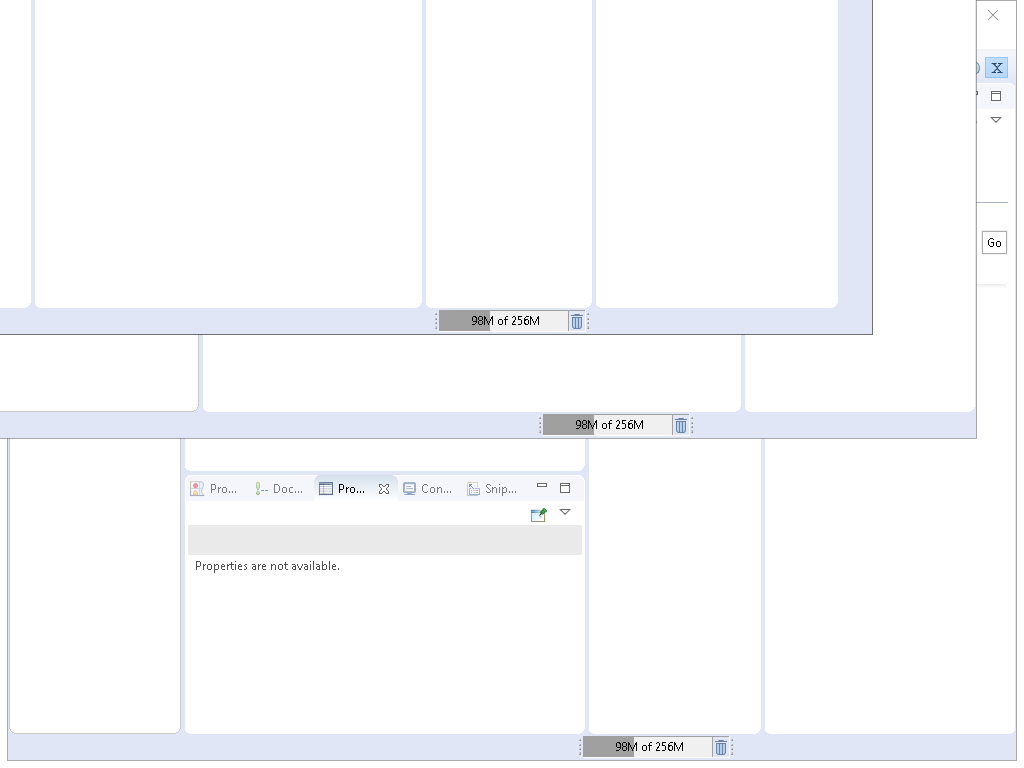 X
Go
98M of 256M
98M of 256M
Pro... Doc... Pro... Con... Snip...
Properties are not available.
98M of 256M